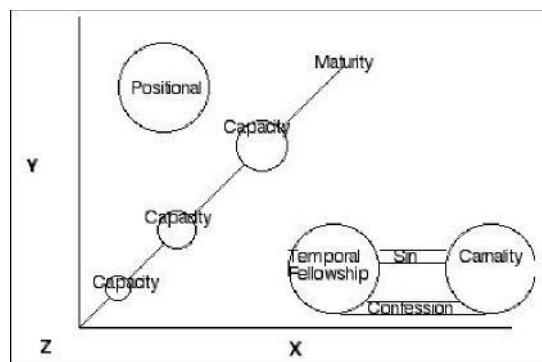 Maturity
Positional
Capacity
Y
Capacity
Temporal
Fellowship
Sin
Carnality
Capacity
Confession
Z
X